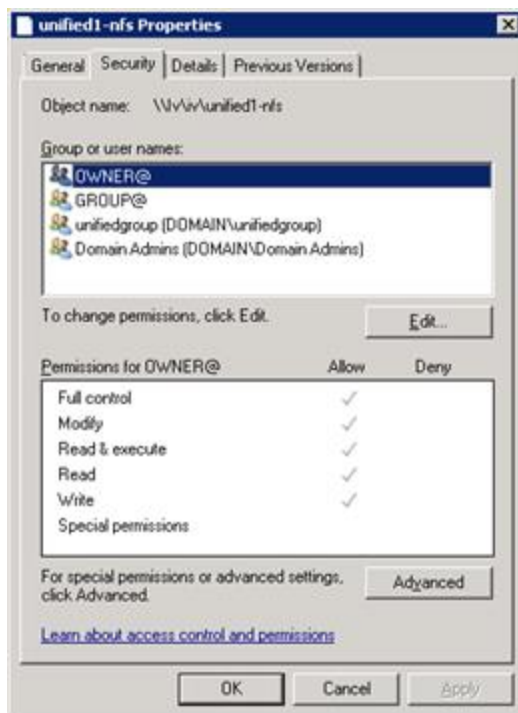 unified1-nfs Properties
General Security Details Previous Versions
Object name: \\lv\iv\unified1-nfs
Group or user names:
OWNER@
GROUP@
unifiedgroup (DOMAIN\unifiedgroup)
Domain Admins (DOMAIN\Domain Admins)
To change permissions, click Edit.
Edit...
Permissions for OWNER@ Allow Deny
Full control
Modify
Read & execute
Read
Write
Special permissions
For special permissions or advanced settings,
click Advanced.
Advanced
Learn about access control and permissions
OK Cancel Apply